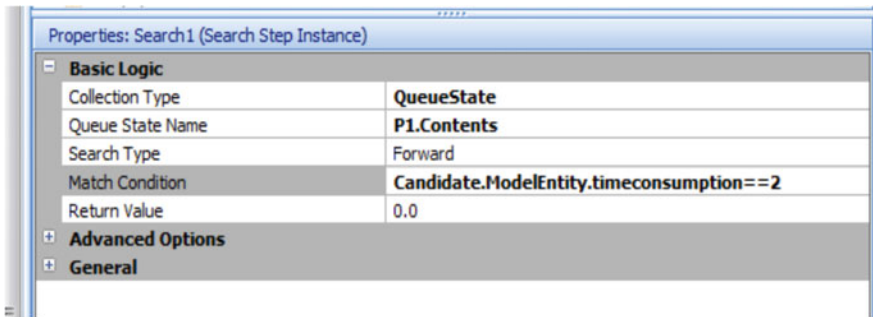 Properties: Search1 (Search Step Instance)
Basic Logic
Collection Type QueueState
Queue State Name P1.Contents
Search Type Forward
Match Condition Candidate.ModelEntity.timeconsumption==2
Return Value 0.0
Advanced Options
General